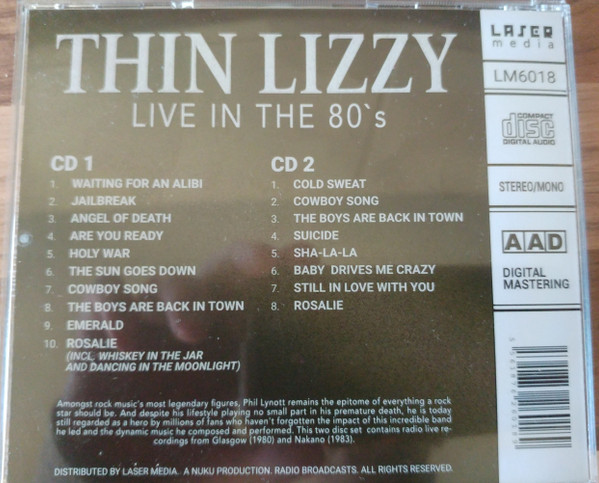 THIN LIZZY
LIVE IN THE 80`s
CD 1
1. WAITING FOR AN ALIBI
2. JAILBREAK
3. ANGEL OF DEATH
4. ARE YOU READY
5. HOLY WAR
6. THE SUN GOES DOWN
7. COWBOY SONG
8. THE BOYS ARE BACK IN TOWN
9. EMERALD
10. ROSALIE
(INCL. WHISKEY IN THE JAR
AND DANCING IN THE MOONLIGHT)
CD 2
1. COLD SWEAT
2. COWBOY SONG
3. THE BOYS ARE BACK IN TOWN
4. SUICIDE
5. SHA-LA-LA
6. BABY DRIVES ME CRAZY
7. STILL IN LOVE WITH YOU
8. ROSALIE
Amongst rock music's most legendary figures, Phil Lynott remains the epitome of everything a rock
star should be. And despite his lifestyle playing no small part in his premature death, he is today
still regarded as a hero by millions of fans who haven't forgotten the impact of this incredible band
he led and the dynamic music he composed and performed. This two disc set contains radio live re-
cordings from Glasgow (1980) and Nakano (1983).
DISTRIBUTED BY LASER MEDIA. A NUKU PRODUCTION. RADIO BROADCASTS. ALL RIGHTS RESERVED.
LASER
media
LM6018
COMPACT
disc
DIGITAL AUDIO
STEREO/MONO
AAD
DIGITAL
MASTERING